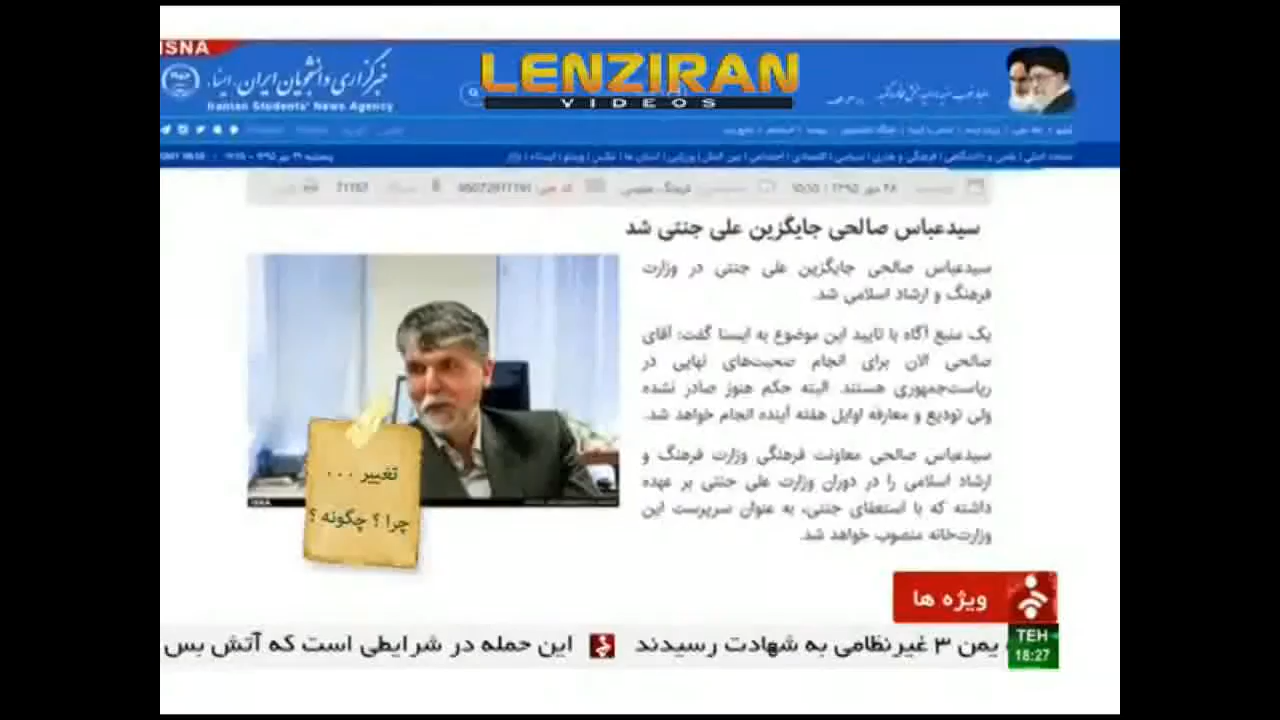 ISNA
LENZIRAN
VIDEOS
خبرگزاری دانشجویان ایران، ایسنا
Iranian Students' News Agency
۲۸ مهر ۱۳۹۵
سیدعباس صالحی جایگزین علی جنتی شد
سیدعباس صالحی جایگزین علی جنتی در وزارت
فرهنگ و ارشاد اسلامی شد.
یک منبع آگاه با تایید این موضوع به ایسنا گفت: آقای
صالحی الان برای انجام صحبت‌های نهایی در
ریاست‌جمهوری هستند. البته حکم هنوز صادر نشده
ولی تودیع و معارفه اوایل هفته آینده انجام خواهد شد.
سیدعباس صالحی معاونت فرهنگی وزارت فرهنگ و
ارشاد اسلامی را در دوران وزارت علی جنتی بر عهده
داشته که با استعفای جنتی، به عنوان سرپرست این
وزارت‌خانه منصوب خواهد شد.
تغییر ...
چرا ؟ چگونه ؟
ISNA
ویژه ها
TEH
18:27
یمن ۳ غیرنظامی به شهادت رسیدند این حمله در شرایطی است که آتش بس